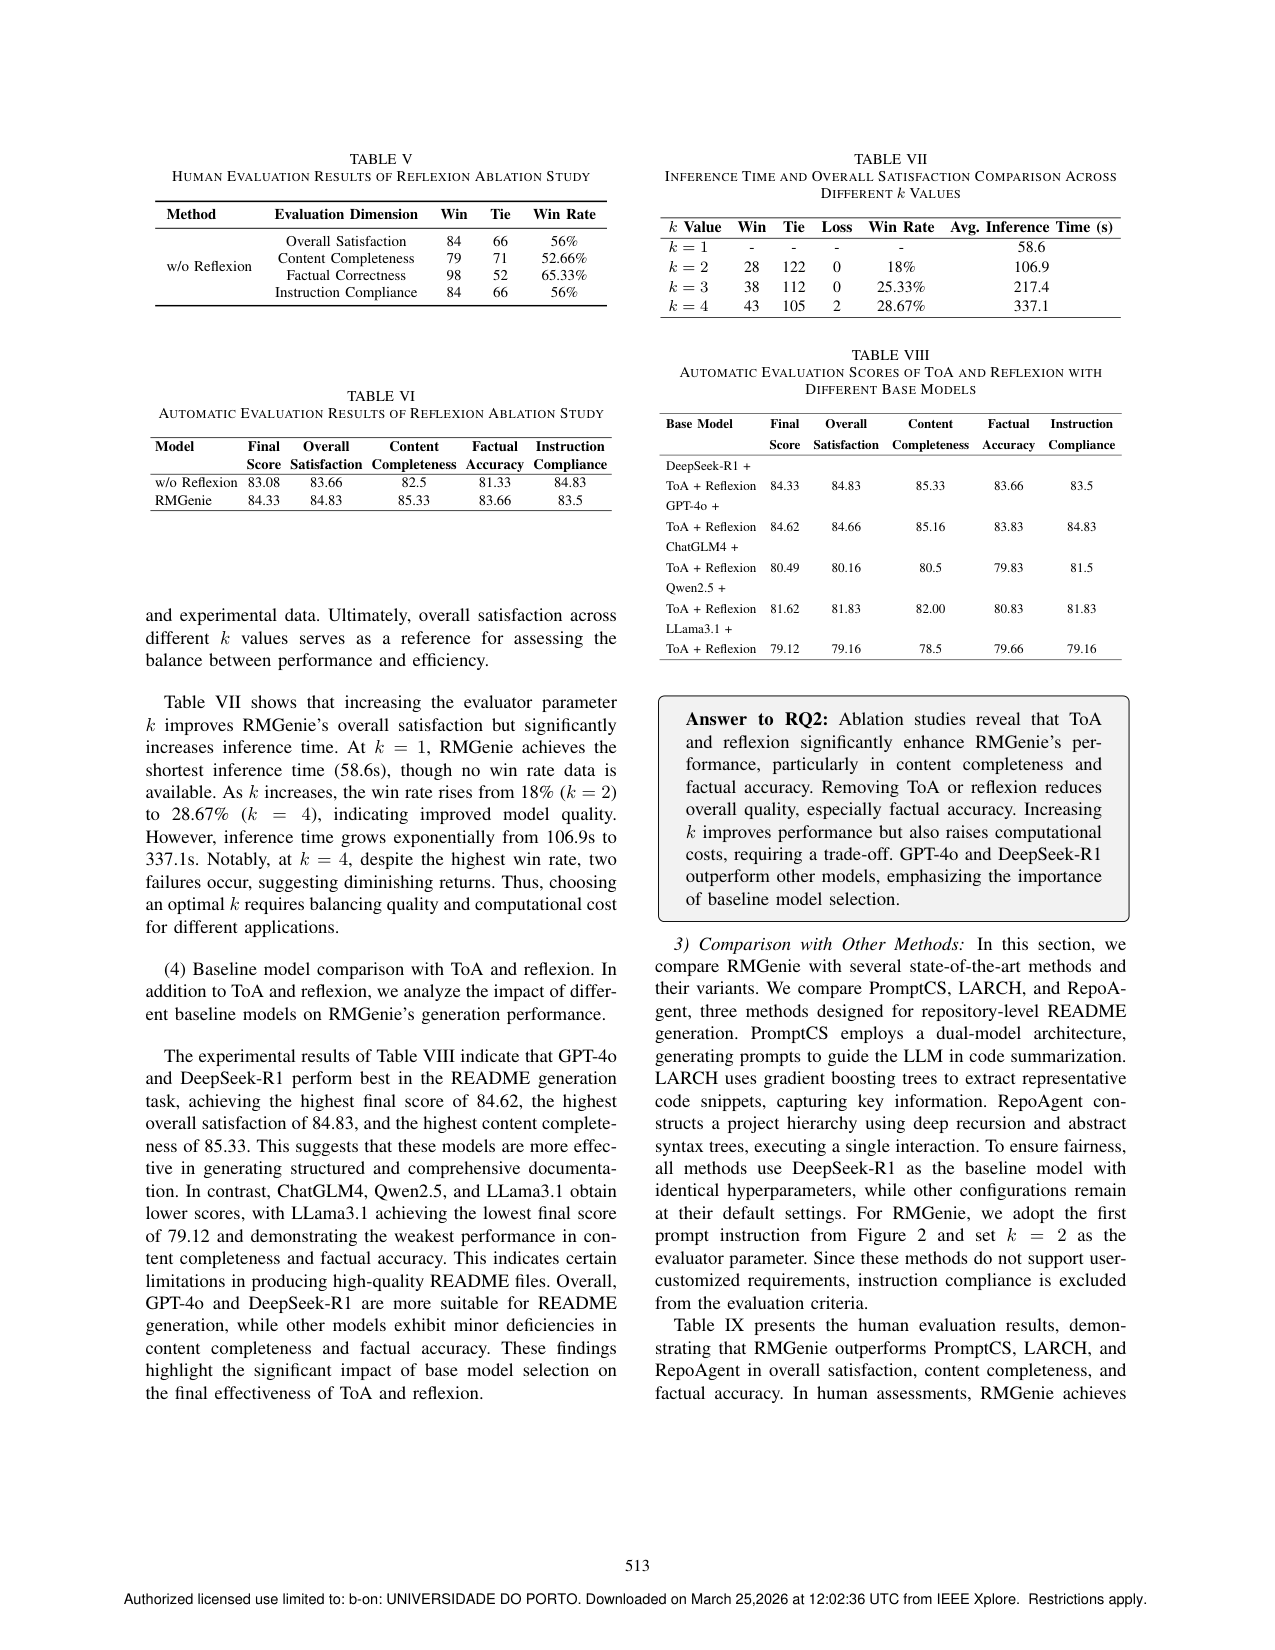 TABLE V
HUMAN EVALUATION RESULTS OF REFLEXION ABLATION STUDY
Method Evaluation Dimension Win Tie Win Rate
w/o Reflexion
Overall Satisfaction 84 66 56%
Content Completeness 79 71 52.66%
Factual Correctness 98 52 65.33%
Instruction Compliance 84 66 56%
TABLE VI
AUTOMATIC EVALUATION RESULTS OF REFLEXION ABLATION STUDY
Model Final Overall Content Factual Instruction
Score Satisfaction Completeness Accuracy Compliance
w/o Reflexion 83.08 83.66 82.5 81.33 84.83
RMGenie 84.33 84.83 85.33 83.66 83.5
and experimental data. Ultimately, overall satisfaction across
different k values serves as a reference for assessing the
balance between performance and efficiency.
Table VII shows that increasing the evaluator parameter
k improves RMGenie's overall satisfaction but significantly
increases inference time. At k = 1, RMGenie achieves the
shortest inference time (58.6s), though no win rate data is
available. As k increases, the win rate rises from 18% (k = 2)
to 28.67% (k = 4), indicating improved model quality.
However, inference time grows exponentially from 106.9s to
337.1s. Notably, at k = 4, despite the highest win rate, two
failures occur, suggesting diminishing returns. Thus, choosing
an optimal k requires balancing quality and computational cost
for different applications.
(4) Baseline model comparison with ToA and reflexion. In
addition to ToA and reflexion, we analyze the impact of differ-
ent baseline models on RMGenie's generation performance.
The experimental results of Table VIII indicate that GPT-4o
and DeepSeek-R1 perform best in the README generation
task, achieving the highest final score of 84.62, the highest
overall satisfaction of 84.83, and the highest content complete-
ness of 85.33. This suggests that these models are more effec-
tive in generating structured and comprehensive documenta-
tion. In contrast, ChatGLM4, Qwen2.5, and LLama3.1 obtain
lower scores, with LLama3.1 achieving the lowest final score
of 79.12 and demonstrating the weakest performance in con-
tent completeness and factual accuracy. This indicates certain
limitations in producing high-quality README files. Overall,
GPT-4o and DeepSeek-R1 are more suitable for README
generation, while other models exhibit minor deficiencies in
content completeness and factual accuracy. These findings
highlight the significant impact of base model selection on
the final effectiveness of ToA and reflexion.
TABLE VII
INFERENCE TIME AND OVERALL SATISFACTION COMPARISON ACROSS
DIFFERENT k VALUES
k Value Win Tie Loss Win Rate Avg. Inference Time (s)
k = 1 - - - - 58.6
k = 2 28 122 0 18% 106.9
k = 3 38 112 0 25.33% 217.4
k = 4 43 105 2 28.67% 337.1
TABLE VIII
AUTOMATIC EVALUATION SCORES OF TOA AND REFLEXION WITH
DIFFERENT BASE MODELS
Base Model Final Overall Content Factual Instruction
Score Satisfaction Completeness Accuracy Compliance
DeepSeek-R1 +
ToA + Reflexion 84.33 84.83 85.33 83.66 83.5
GPT-4o +
ToA + Reflexion 84.62 84.66 85.16 83.83 84.83
ChatGLM4 +
ToA + Reflexion 80.49 80.16 80.5 79.83 81.5
Qwen2.5 +
ToA + Reflexion 81.62 81.83 82.00 80.83 81.83
LLama3.1 +
ToA + Reflexion 79.12 79.16 78.5 79.66 79.16
Answer to RQ2: Ablation studies reveal that ToA
and reflexion significantly enhance RMGenie's per-
formance, particularly in content completeness and
factual accuracy. Removing ToA or reflexion reduces
overall quality, especially factual accuracy. Increasing
k improves performance but also raises computational
costs, requiring a trade-off. GPT-4o and DeepSeek-R1
outperform other models, emphasizing the importance
of baseline model selection.
3) Comparison with Other Methods: In this section, we
compare RMGenie with several state-of-the-art methods and
their variants. We compare PromptCS, LARCH, and RepoA-
gent, three methods designed for repository-level README
generation. PromptCS employs a dual-model architecture,
generating prompts to guide the LLM in code summarization.
LARCH uses gradient boosting trees to extract representative
code snippets, capturing key information. RepoAgent con-
structs a project hierarchy using deep recursion and abstract
syntax trees, executing a single interaction. To ensure fairness,
all methods use DeepSeek-R1 as the baseline model with
identical hyperparameters, while other configurations remain
at their default settings. For RMGenie, we adopt the first
prompt instruction from Figure 2 and set k = 2 as the
evaluator parameter. Since these methods do not support user-
customized requirements, instruction compliance is excluded
from the evaluation criteria.
Table IX presents the human evaluation results, demon-
strating that RMGenie outperforms PromptCS, LARCH, and
RepoAgent in overall satisfaction, content completeness, and
factual accuracy. In human assessments, RMGenie achieves
513
Authorized licensed use limited to: b-on: UNIVERSIDADE DO PORTO. Downloaded on March 25,2026 at 12:02:36 UTC from IEEE Xplore. Restrictions apply.